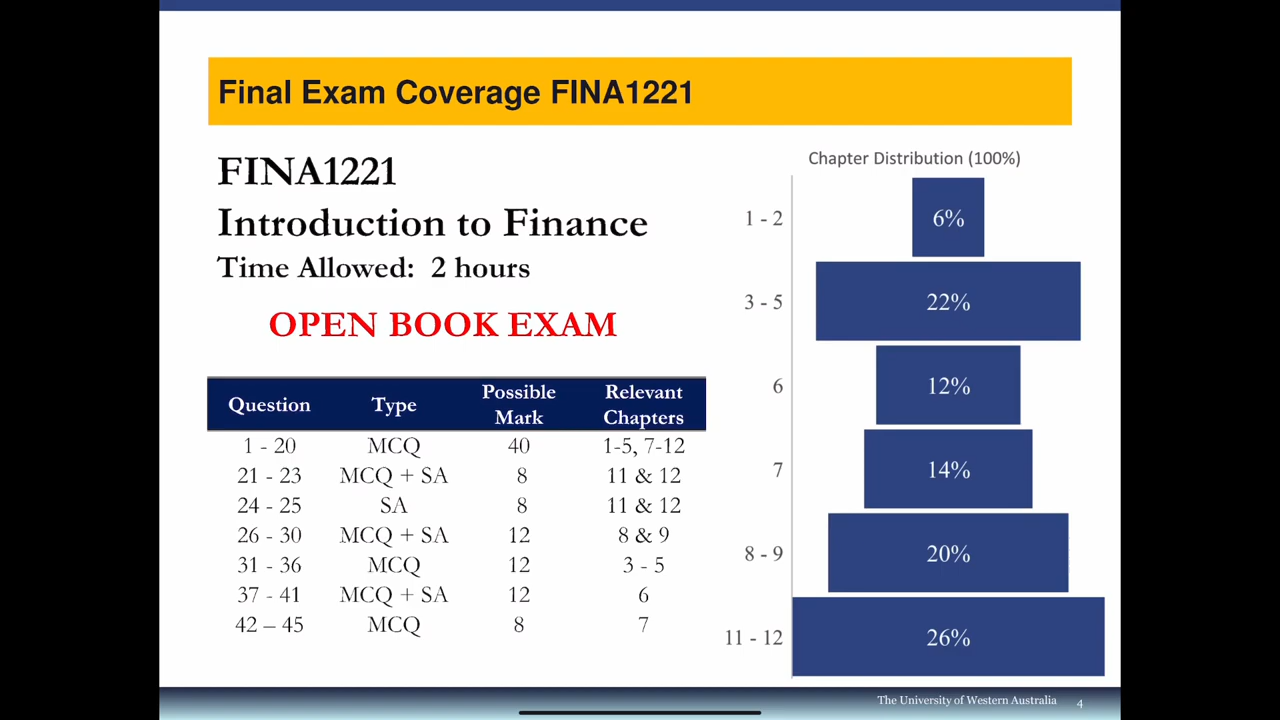 Final Exam Coverage FINA1221
FINA1221
Introduction to Finance
Time Allowed: 2 hours
OPEN BOOK EXAM
Question Type Possible Mark Relevant Chapters
1 - 20 MCQ 40 1-5, 7-12
21 - 23 MCQ + SA 8 11 & 12
24 - 25 SA 8 11 & 12
26 - 30 MCQ + SA 12 8 & 9
31 - 36 MCQ 12 3 - 5
37 - 41 MCQ + SA 12 6
42 – 45 MCQ 8 7
Chapter Distribution (100%)
1 - 2 6%
3 - 5 22%
6 12%
7 14%
8 - 9 20%
11 - 12 26%
The University of Western Australia 4